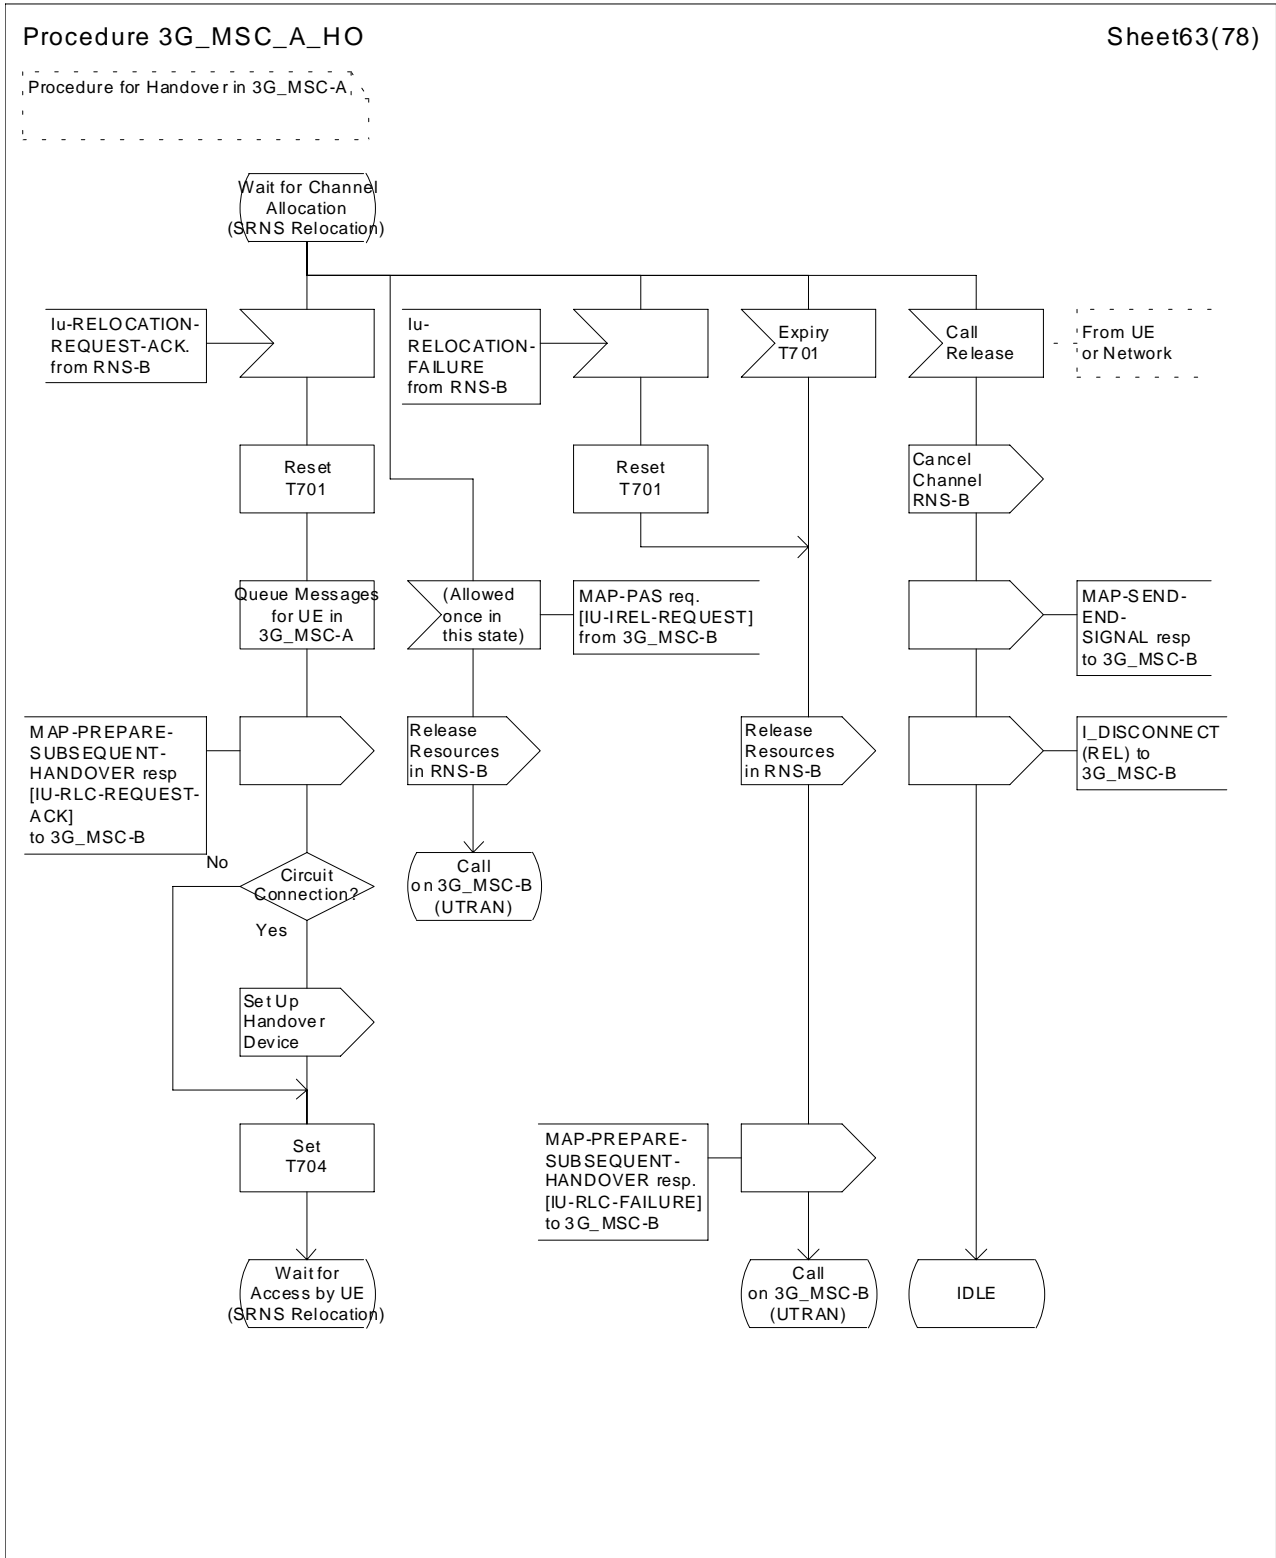 Procedure 3G_MSC_A_HO
Sheet63(78)
Procedure for Handover in 3G_MSC-A
Wait for Channel
Allocation
(SRNS Relocation)
Iu-RELOCATION-
REQUEST-ACK.
from RNS-B
Iu-
RELOCATION-
FAILURE
from RNS-B
Expiry
T701
Call
Release
From UE
or Network
Reset
T701
Reset
T701
Cancel
Channel
RNS-B
Queue Messages
for UE in
3G_MSC-A
(Allowed
once in
this state)
MAP-PAS req.
[IU-IREL-REQUEST]
from 3G_MSC-B
MAP-SEND-
END-
SIGNAL resp
to 3G_MSC-B
MAP-PREPARE-
SUBSEQUENT-
HANDOVER resp
[IU-RLC-REQUEST-
ACK]
to 3G_MSC-B
Release
Resources
in RNS-B
Release
Resources
in RNS-B
I_DISCONNECT
(REL) to
3G_MSC-B
No
Circuit
Connection?
Yes
Call
on 3G_MSC-B
(UTRAN)
Set Up
Handover
Device
Set
T704
MAP-PREPARE-
SUBSEQUENT-
HANDOVER resp.
[IU-RLC-FAILURE]
to 3G_MSC-B
Wait for
Access by UE
(SRNS Relocation)
Call
on 3G_MSC-B
(UTRAN)
IDLE